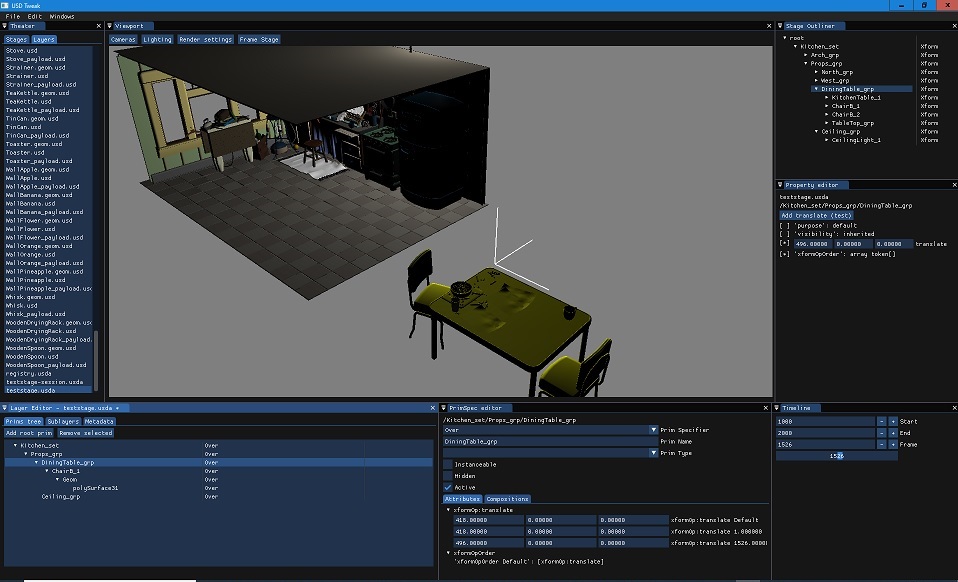 USD Tweak
File Edit Windows
Theater
Stages Layers
Stove.usd
Stove_payload.usd
Strainer.geom.usd
Strainer.usd
Strainer_payload.usd
TeaKettle.geom.usd
TeaKettle.usd
TeaKettle_payload.usd
TinCan.geom.usd
TinCan.usd
TinCan_payload.usd
Toaster.geom.usd
Toaster.usd
Toaster_payload.usd
WallApple.geom.usd
WallApple.usd
WallApple_payload.usd
WallBanana.geom.usd
WallBanana.usd
WallBanana_payload.usd
WallFlower.geom.usd
WallFlower.usd
WallFlower_payload.usd
WallOrange.geom.usd
WallOrange.usd
WallOrange_payload.usd
WallPineapple.geom.usd
WallPineapple.usd
WallPineapple_payload.usd
Whisk.geom.usd
Whisk.usd
Whisk_payload.usd
WoodenDryingRack.geom.usd
WoodenDryingRack.usd
WoodenDryingRack_payload.
WoodenSpoon.geom.usd
WoodenSpoon.usd
WoodenSpoon_payload.usd
registry.usda
teststage-session.usda
teststage.usda
Viewport
Cameras Lighting Render settings Frame Stage
Stage Outliner
root
Kitchen_set Xform
Arch_grp Xform
Props_grp Xform
North_grp Xform
West_grp Xform
DiningTable_grp Xform
KitchenTable_1 Xform
ChairB_1 Xform
ChairB_2 Xform
TableTop_grp Xform
Ceiling_grp Xform
CeilingLight_1 Xform
Property editor
teststage.usda
/Kitchen_set/Props_grp/DiningTable_grp
Add translate (test)
[ ] 'purpose': default
[ ] 'visibility': inherited
[*] 496.00000 0.00000 0.00000 translate
[*] 'xformOpOrder': array token[]
Layer Editor - teststage.usda *
Prims tree Sublayers Metadata
Add root prim Remove selected
Kitchen_set Over
Props_grp Over
DiningTable_grp Over
ChairB_1 Over
Geom Over
polySurface31 Over
Ceiling_grp Over
PrimSpec editor
/Kitchen_set/Props_grp/DiningTable_grp
Over Prim Specifier
DiningTable_grp Prim Name
Prim Type
Instanceable
Hidden
Active
Attributes Compositions
xformOp:translate
418.00000 0.00000 0.00000 xformOp:translate Default
418.00000 0.00000 0.00000 xformOp:translate 1.000000
496.00000 0.00000 0.00000 xformOp:translate 1526.0000
xformOpOrder
'xformOpOrder Default': [xformOp:translate]
Timeline
1000 - + Start
2000 - + End
1526 - + Frame
1526